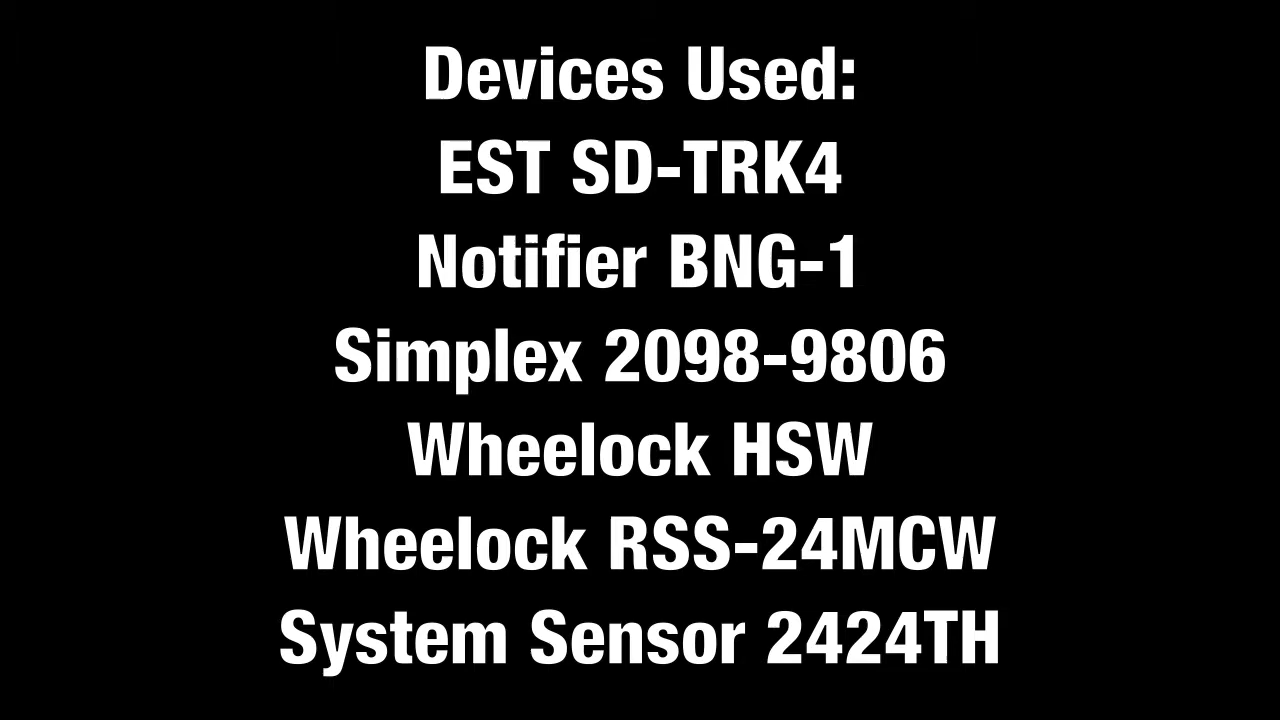 Devices Used:
EST SD-TRK4
Notifier BNG-1
Simplex 2098-9806
Wheelock HSW
Wheelock RSS-24MCW
System Sensor 2424TH